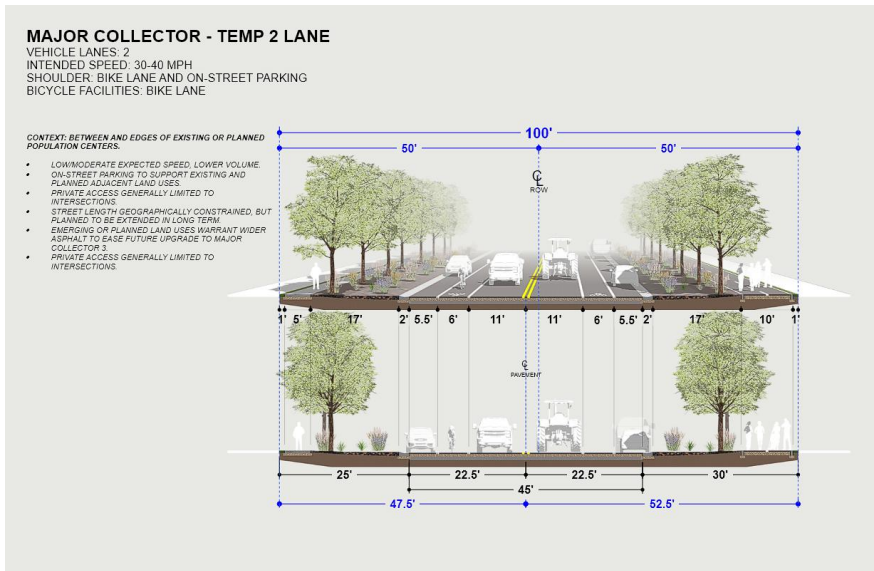 MAJOR COLLECTOR - TEMP 2 LANE
VEHICLE LANES: 2
INTENDED SPEED: 30-40 MPH
SHOULDER: BIKE LANE AND ON-STREET PARKING
BICYCLE FACILITIES: BIKE LANE
CONTEXT: BETWEEN AND EDGES OF EXISTING OR PLANNED
POPULATION CENTERS.
• LOW/MODERATE EXPECTED SPEED, LOWER VOLUME.
• ON-STREET PARKING TO SUPPORT EXISTING AND
PLANNED ADJACENT LAND USES.
• PRIVATE ACCESS GENERALLY LIMITED TO
INTERSECTIONS.
• STREET LENGTH GEOGRAPHICALLY CONSTRAINED, BUT
PLANNED TO BE EXTENDED IN LONG TERM.
• EMERGING OR PLANNED LAND USES WARRANT WIDER
ASPHALT TO EASE FUTURE UPGRADE TO MAJOR
COLLECTOR 3.
• PRIVATE ACCESS GENERALLY LIMITED TO
INTERSECTIONS.
100'
50' 50'
CL
ROW
1' 5' 17' 2' 5.5' 6' 11' 11' 6' 5.5' 2' 17' 10' 1'
CL
PAVEMENT
25' 22.5' 22.5' 30'
45'
47.5' 52.5'